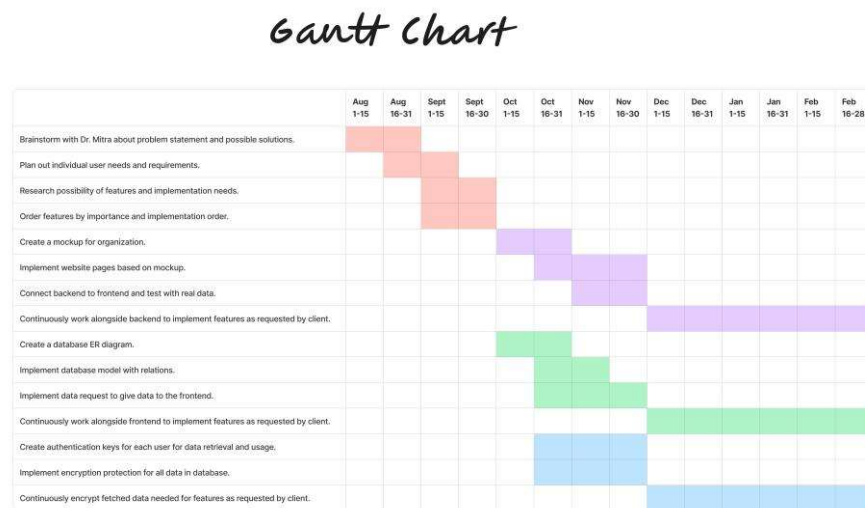 Gantt Chart
Aug 1-15
Aug 16-31
Sept 1-15
Sept 16-30
Oct 1-15
Oct 16-31
Nov 1-15
Nov 16-30
Dec 1-15
Dec 16-31
Jan 1-15
Jan 16-31
Feb 1-15
Feb 16-28
Brainstorm with Dr. Mitra about problem statement and possible solutions.
Plan out individual user needs and requirements.
Research possibility of features and implementation needs.
Order features by importance and implementation order.
Create a mockup for organization.
Implement website pages based on mockup.
Connect backend to frontend and test with real data.
Continuously work alongside backend to implement features as requested by client.
Create a database ER diagram.
Implement database model with relations.
Implement data request to give data to the frontend.
Continuously work alongside frontend to implement features as requested by client.
Create authentication keys for each user for data retrieval and usage.
Implement encryption protection for all data in database.
Continuously encrypt fetched data needed for features as requested by client.